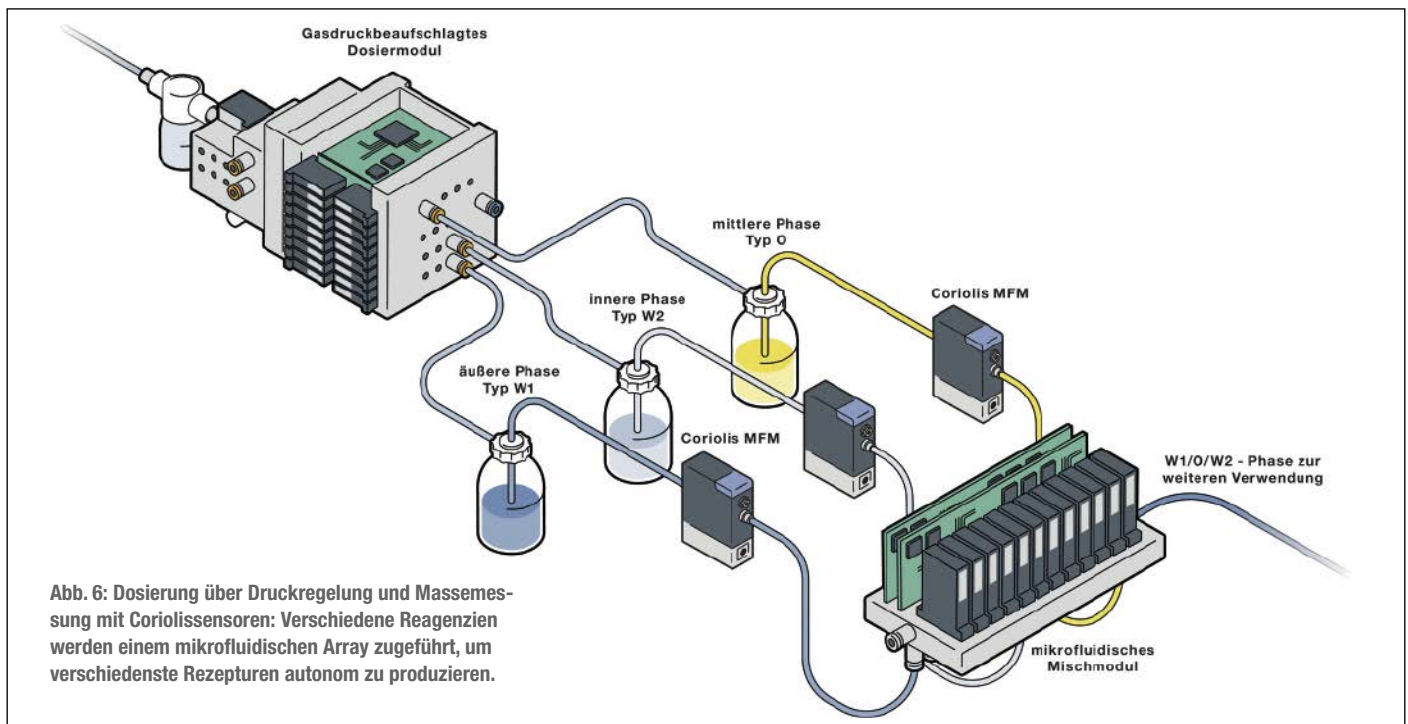 Gasdruckbeaufschlagtes
Dosiermodul
mittlere Phase
Typ O
Coriolis MFM
innere Phase
Typ W2
äußere Phase
Typ W1
Coriolis MFM
W1/O/W2 - Phase zur
weiteren Verwendung
mikrofluidisches
Mischmodul
Abb. 6: Dosierung über Druckregelung und Massemes-
sung mit Coriolissensoren: Verschiedene Reagenzien
werden einem mikrofluidischen Array zugeführt, um
verschiedenste Rezepturen autonom zu produzieren.